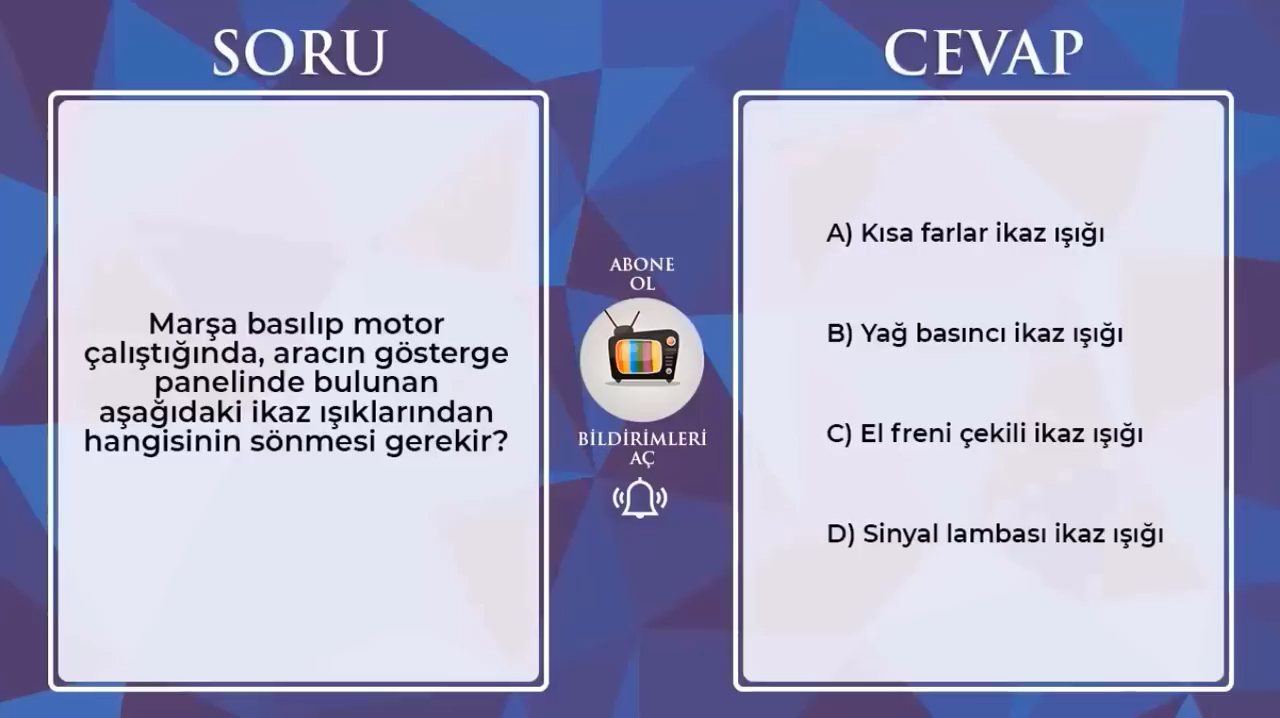 SORU
Marşa basılıp motor
çalıştığında, aracın gösterge
panelinde bulunan
aşağıdaki ikaz ışıklarından
hangisinin sönmesi gerekir?
ABONE
OL
BİLDİRİMLERİ
AÇ
CEVAP
A) Kısa farlar ikaz ışığı
B) Yağ basıncı ikaz ışığı
C) El freni çekili ikaz ışığı
D) Sinyal lambası ikaz ışığı